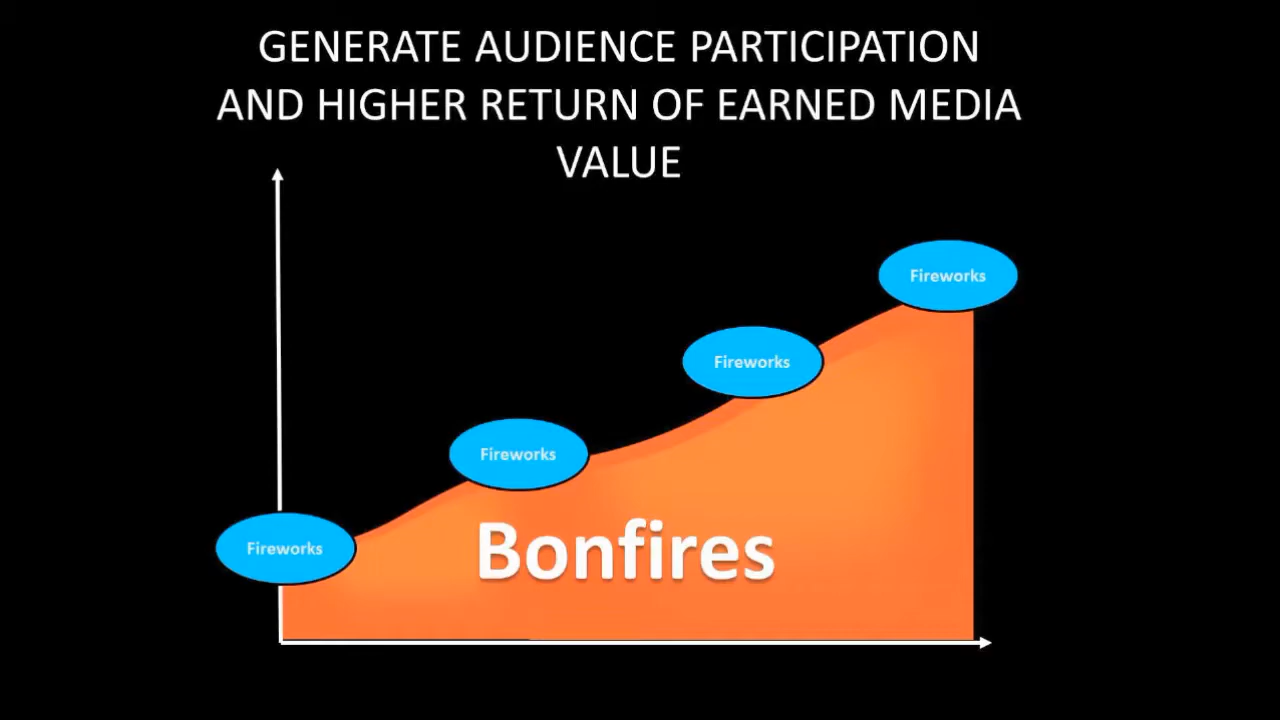 GENERATE AUDIENCE PARTICIPATION
AND HIGHER RETURN OF EARNED MEDIA
VALUE
Fireworks
Fireworks
Fireworks
Fireworks
Bonfires